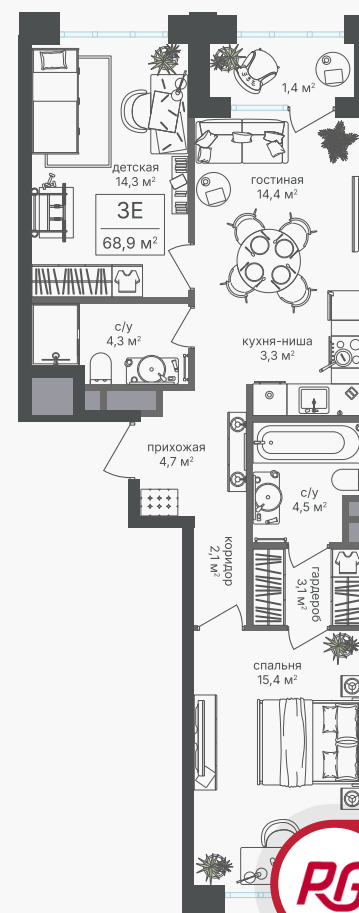 1,4 м²
детская
14,3 м²
гостиная
14,4 м²
3Е
68,9 м²
с/у
4,3 м²
кухня-ниша
3,3 м²
прихожая
4,7 м²
с/у
4,5 м²
коридор
2,1 м²
гардероб
3,1 м²
спальня
15,4 м²
PG